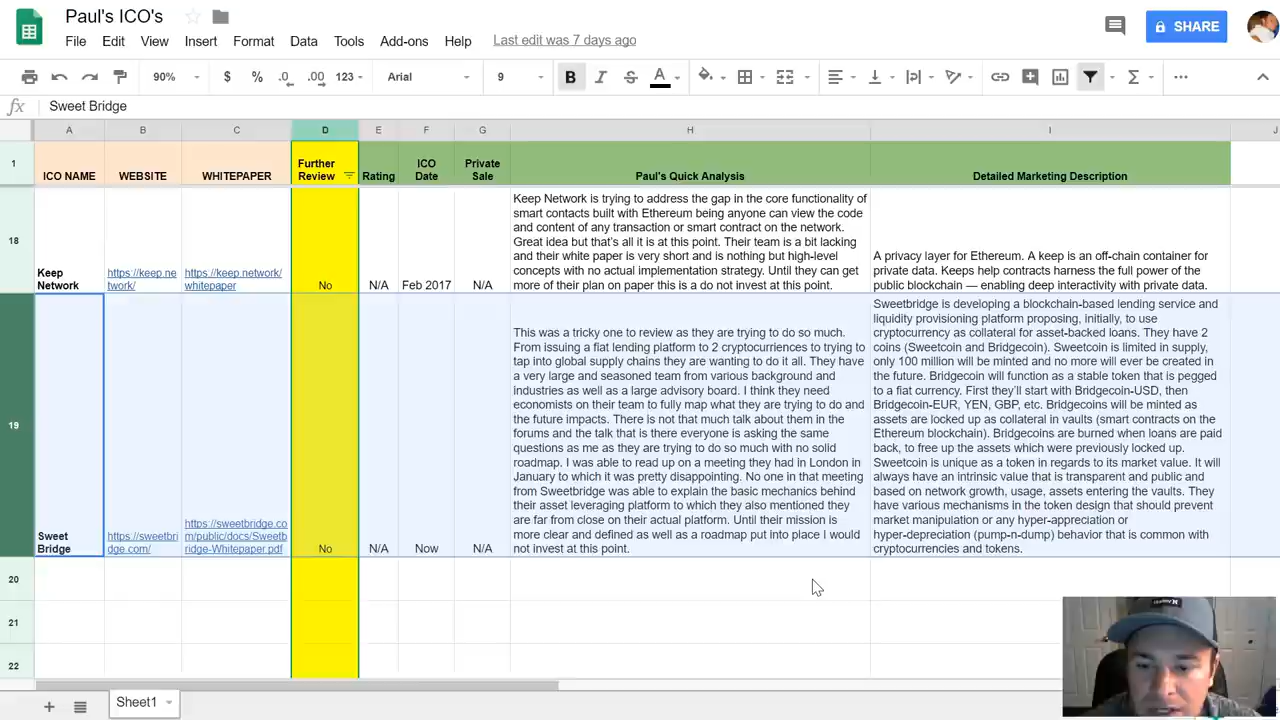 Paul's ICO's
File Edit View Insert Format Data Tools Add-ons Help Last edit was 7 days ago
SHARE
90% $ % .0 .00 123 Arial 9 B I S A Σ
fx Sweet Bridge
A B C D E F G H I J
1
ICO NAME
WEBSITE
WHITEPAPER
Further
Review
Rating
ICO
Date
Private
Sale
Paul's Quick Analysis
Detailed Marketing Description
18
Keep
Network
https://keep.ne
twork/
https://keep.network/
whitepaper
No
N/A
Feb 2017
N/A
Keep Network is trying to address the gap in the core functionality of
smart contacts built with Ethereum being anyone can view the code
and content of any transaction or smart contract on the network.
Great idea but that's all it is at this point. Their team is a bit lacking
and their white paper is very short and is nothing but high-level
concepts with no actual implementation strategy. Until they can get
more of their plan on paper this is a do not invest at this point.
A privacy layer for Ethereum. A keep is an off-chain container for
private data. Keeps help contracts harness the full power of the
public blockchain — enabling deep interactivity with private data.
19
Sweet
Bridge
https://sweetbri
dge.com/
https://sweetbridge.co
m/public/docs/Sweetb
ridge-Whitepaper.pdf
No
N/A
Now
N/A
This was a tricky one to review as they are trying to do so much.
From issuing a fiat lending platform to 2 cryptocurriences to trying to
tap into global supply chains they are wanting to do it all. They have
a very large and seasoned team from various background and
industries as well as a large advisory board. I think they need
economists on their team to fully map what they are trying to do and
the future impacts. There is not that much talk about them in the
forums and the talk that is there everyone is asking the same
questions as me as they are trying to do so much with no solid
roadmap. I was able to read up on a meeting they had in London in
January to which it was pretty disappointing. No one in that meeting
from Sweetbridge was able to explain the basic mechanics behind
their asset leveraging platform to which they also mentioned they
are far from close on their actual platform. Until their mission is
more clear and defined as well as a roadmap put into place I would
not invest at this point.
Sweetbridge is developing a blockchain-based lending service and
liquidity provisioning platform proposing, initially, to use
cryptocurrency as collateral for asset-backed loans. They have 2
coins (Sweetcoin and Bridgecoin). Sweetcoin is limited in supply,
only 100 million will be minted and no more will ever be created in
the future. Bridgecoin will function as a stable token that is pegged
to a fiat currency. First they'll start with Bridgecoin-USD, then
Bridgecoin-EUR, YEN, GBP, etc. Bridgecoins will be minted as
assets are locked up as collateral in vaults (smart contracts on the
Ethereum blockchain). Bridgecoins are burned when loans are paid
back, to free up the assets which were previously locked up.
Sweetcoin is unique as a token in regards to its market value. It will
always have an intrinsic value that is transparent and public and
based on network growth, usage, assets entering the vaults. They
have various mechanisms in the token design that should prevent
market manipulation or any hyper-appreciation or
hyper-depreciation (pump-n-dump) behavior that is common with
cryptocurrencies and tokens.
20
21
22
Sheet1